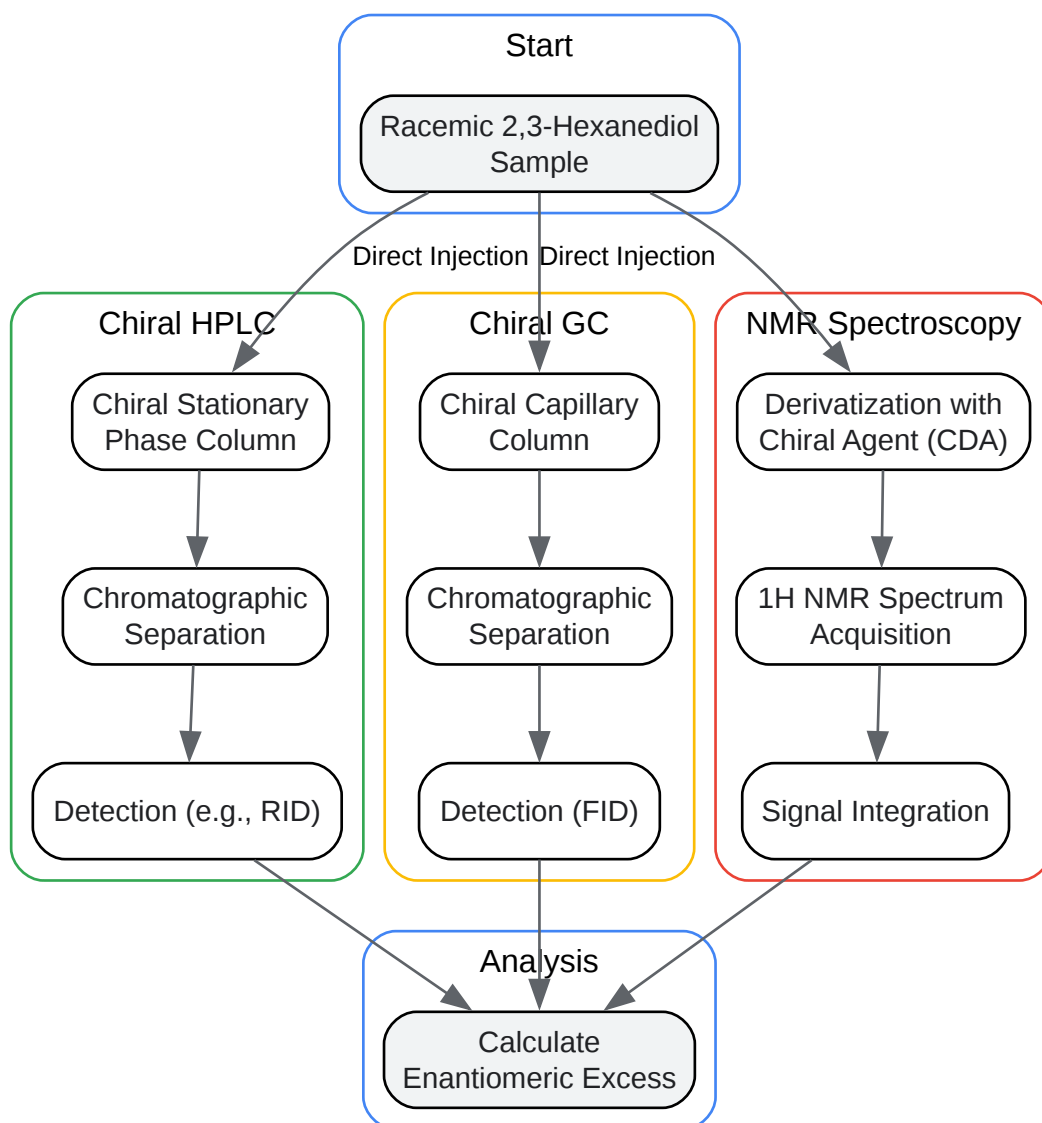 Start
Racemic 2,3-Hexanediol
Sample
Direct Injection
Direct Injection
Chiral HPLC
Chiral Stationary
Phase Column
Chromatographic
Separation
Detection (e.g., RID)
Chiral GC
Chiral Capillary
Column
Chromatographic
Separation
Detection (FID)
NMR Spectroscopy
Derivatization with
Chiral Agent (CDA)
1H NMR Spectrum
Acquisition
Signal Integration
Analysis
Calculate
Enantiomeric Excess